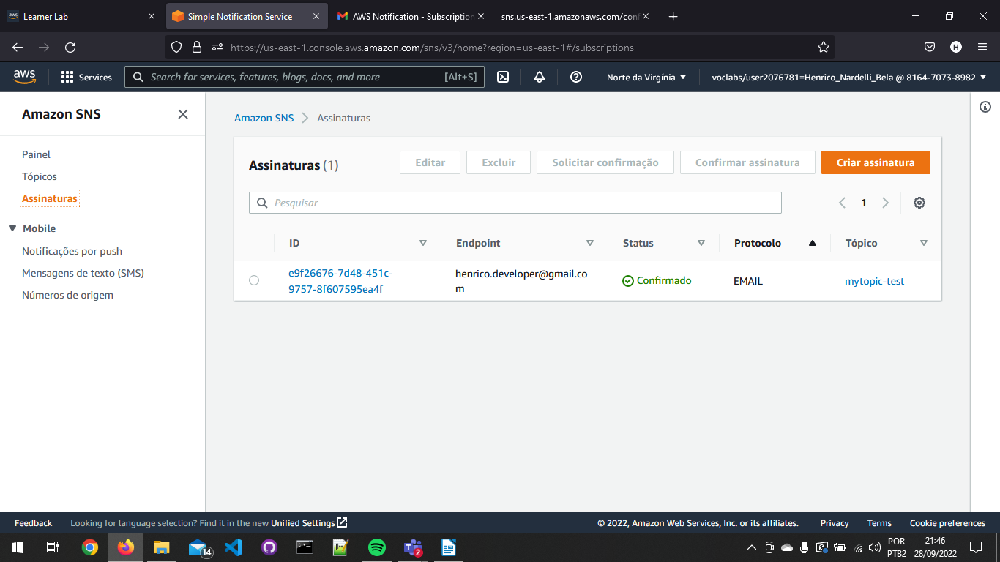 Learner Lab
Simple Notification Service
AWS Notification - Subscription
sns.us-east-1.amazonaws.com/conf
https://us-east-1.console.aws.amazon.com/sns/v3/home?region=us-east-1#/subscriptions
H
aws
Services
Search for services, features, blogs, docs, and more
[Alt+S]
Norte da Virgínia
voclabs/user2076781=Henrico_Nardelli_Bela @ 8164-7073-8982
Amazon SNS
Painel
Tópicos
Assinaturas
Mobile
Notificações por push
Mensagens de texto (SMS)
Números de origem
Amazon SNS
Assinaturas
Assinaturas (1)
Editar
Excluir
Solicitar confirmação
Confirmar assinatura
Criar assinatura
Pesquisar
1
ID
Endpoint
Status
Protocolo
Tópico
e9f26676-7d48-451c-
9757-8f607595ea4f
henrico.developer@gmail.co
m
Confirmado
EMAIL
mytopic-test
Feedback
Looking for language selection? Find it in the new Unified Settings
© 2022, Amazon Web Services, Inc. or its affiliates.
Privacy
Terms
Cookie preferences
14
2
POR
PTB2
21:46
28/09/2022